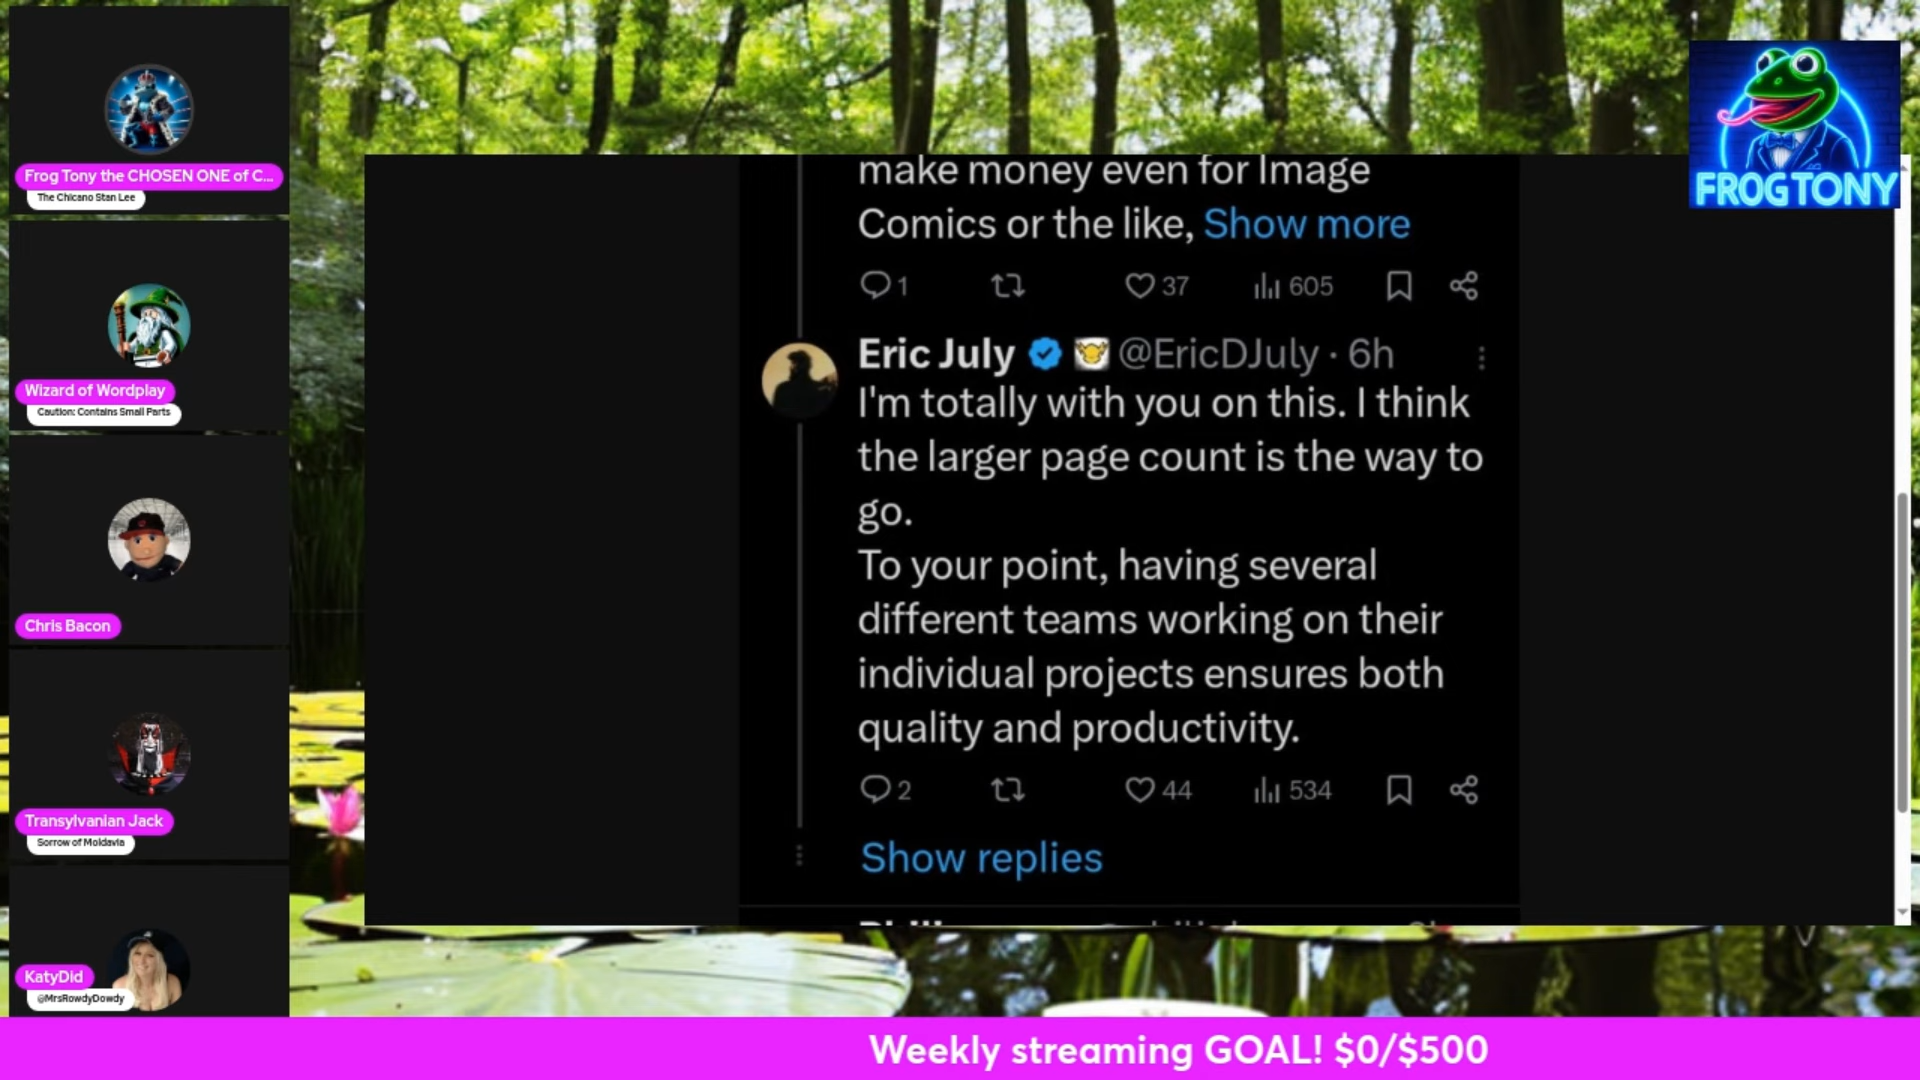 Frog Tony the CHOSEN ONE of C...
The Chicano Stan Lee
Wizard of Wordplay
Caution: Contains Small Parts
Chris Bacon
Transylvanian Jack
Sorrow of Moldavia
KatyDid
@MrsRowdyDowdy
FROGTONY
make money even for Image
Comics or the like, Show more
1 37 605
Eric July @EricDJuly · 6h
I'm totally with you on this. I think
the larger page count is the way to
go.
To your point, having several
different teams working on their
individual projects ensures both
quality and productivity.
2 44 534
Show replies
Weekly streaming GOAL! $0/$500